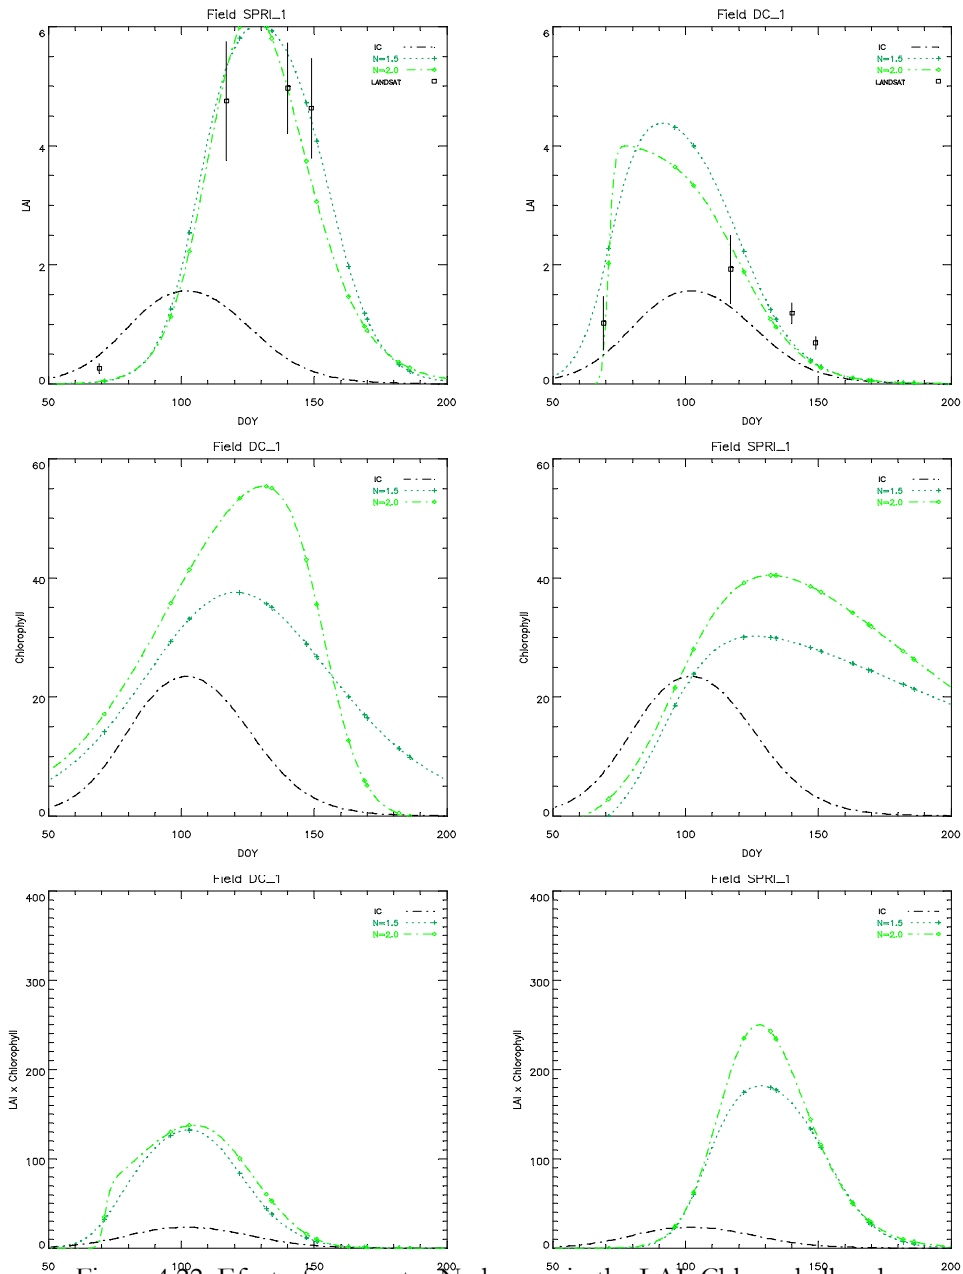 Field SPRI_1
6
4
2
0
LAI
IC
N=1.5
N=2.0
LANDSAT
50 100 150 200
DOY
Field DC_1
6
4
2
0
LAI
IC
N=1.5
N=2.0
LANDSAT
50 100 150 200
DOY
Field DC_1
60
40
20
0
Chlorophyll
IC
N=1.5
N=2.0
50 100 150 200
DOY
Field SPRI_1
60
40
20
0
Chlorophyll
IC
N=1.5
N=2.0
50 100 150 200
DOY
Field DC_1
400
300
200
100
0
LAI x Chlorophyll
IC
N=1.5
N=2.0
50 100 150 200
Field SPRI_1
400
300
200
100
0
LAI x Chlorophyll
IC
N=1.5
N=2.0
50 100 150 200